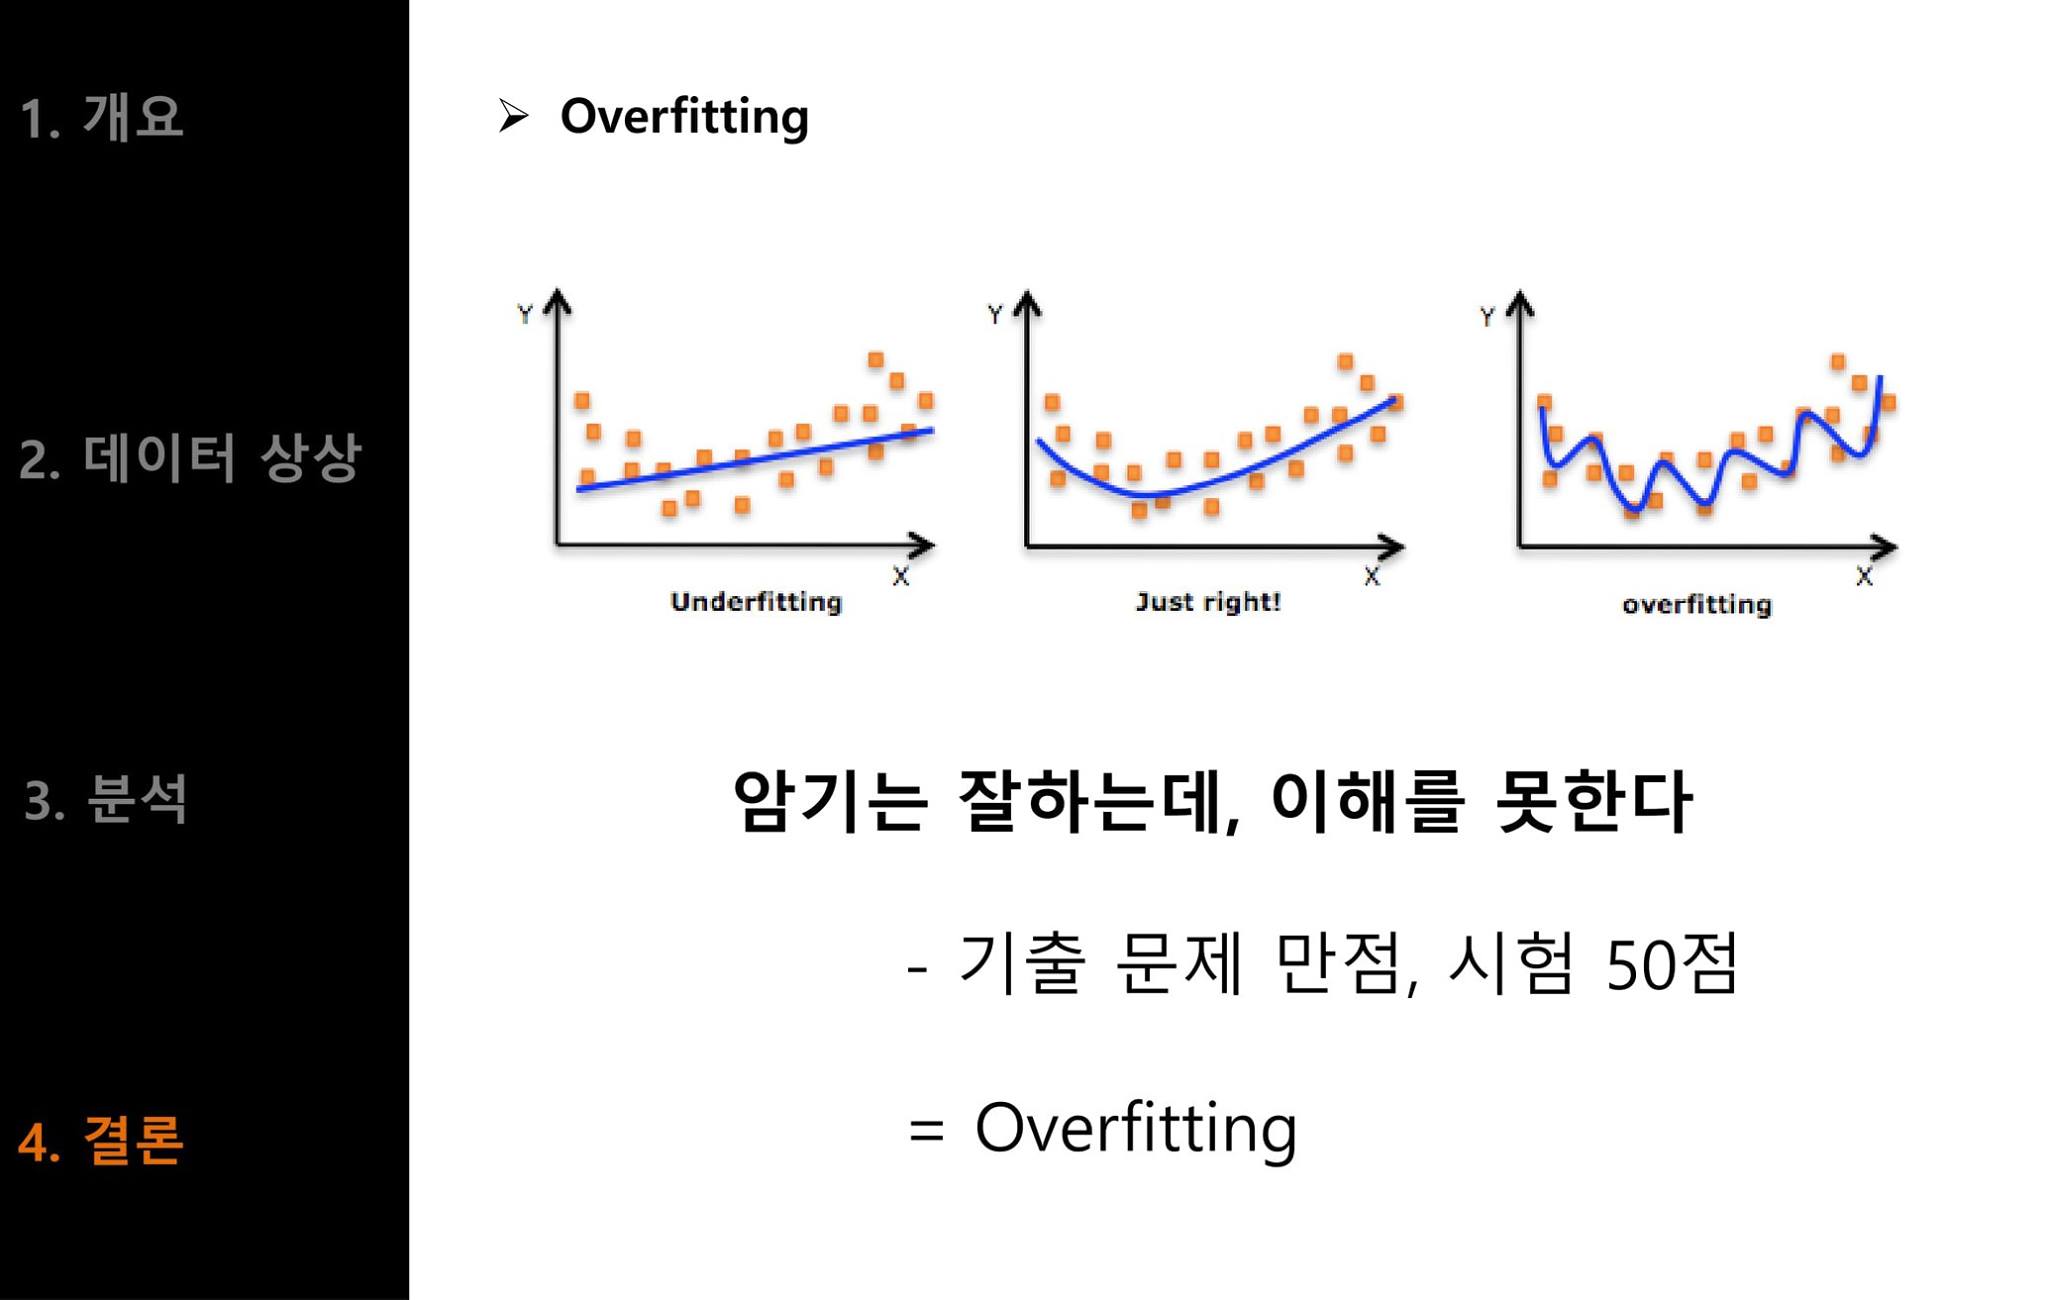 1. 개요
2. 데이터 상상
3. 분석
4. 결론
➢ Overfitting
Y
X
Underfitting
Y
X
Just right!
Y
X
overfitting
암기는 잘하는데, 이해를 못한다
- 기출 문제 만점, 시험 50점
= Overfitting